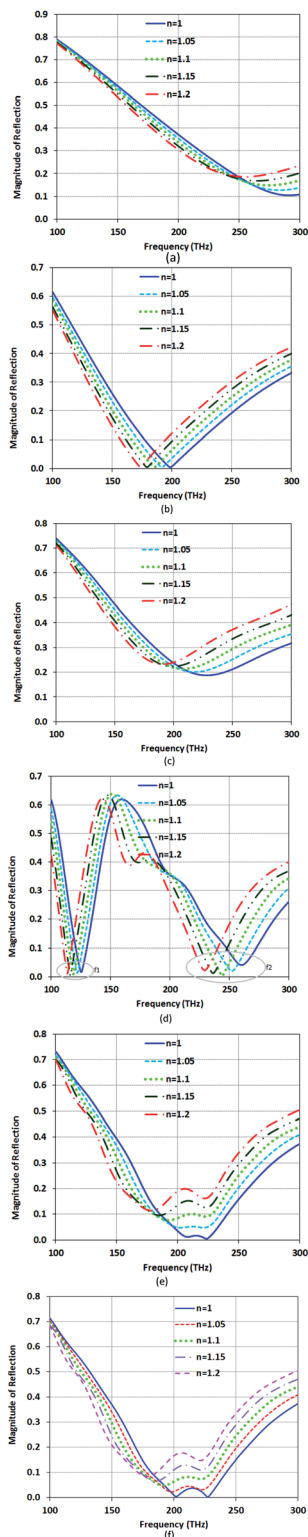 0.9
n=1
0.8
n=1.05
0.7
n=1.1
0.6
n=1.15
0.5
n=1.2
0.4
0.3
0.2
0.1
0.0
Magnitude of Reflection
100 150 200 250 300
Frequency (THz)
(a)
0.7
n=1
0.6
n=1.05
0.5
n=1.1
n=1.15
0.4
n=1.2
0.3
0.2
0.1
0.0
Magnitude of Reflection
100 150 200 250 300
Frequency (THz)
(b)
0.8
n=1
0.7
n=1.05
0.6
n=1.1
0.5
n=1.15
0.4
n=1.2
0.3
0.2
0.1
0.0
Magnitude of Reflection
100 150 200 250 300
Frequency (THz)
(c)
0.7
n=1
0.6
n=1.05
n=1.1
0.5
n=1.15
0.4
n=1.2
0.3
0.2
0.1
0.0
f1
f2
Magnitude of Reflection
100 150 200 250 300
Frequency (THz)
(d)
0.8
n=1
0.7
n=1.05
0.6
n=1.1
0.5
n=1.15
0.4
n=1.2
0.3
0.2
0.1
0.0
Magnitude of Reflection
100 150 200 250 300
Frequency (THz)
(e)
0.8
n=1
0.7
n=1.05
0.6
n=1.1
0.5
n=1.15
0.4
n=1.2
0.3
0.2
0.1
0.0
Magnitude of Reflection
100 150 200 250 300
Frequency (THz)
(f)